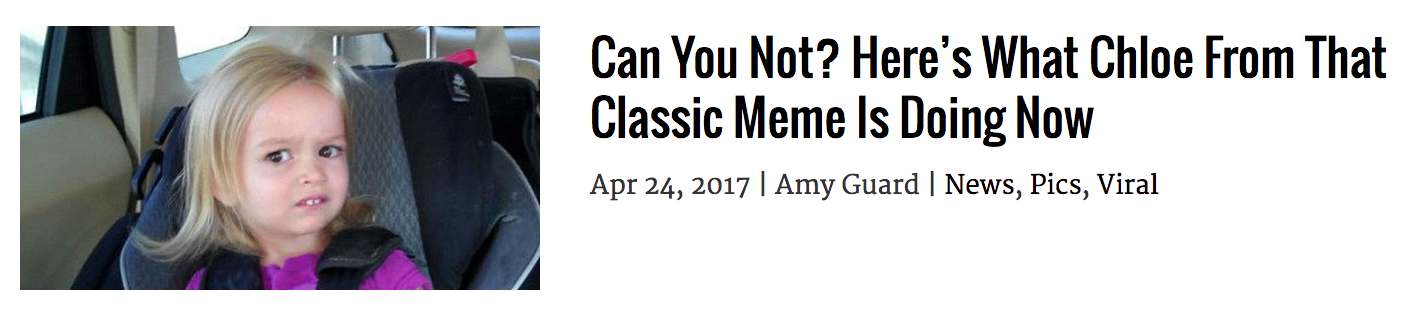 Can You Not? Here’s What Chloe From That
Classic Meme Is Doing Now
Apr 24, 2017 | Amy Guard | News, Pics, Viral